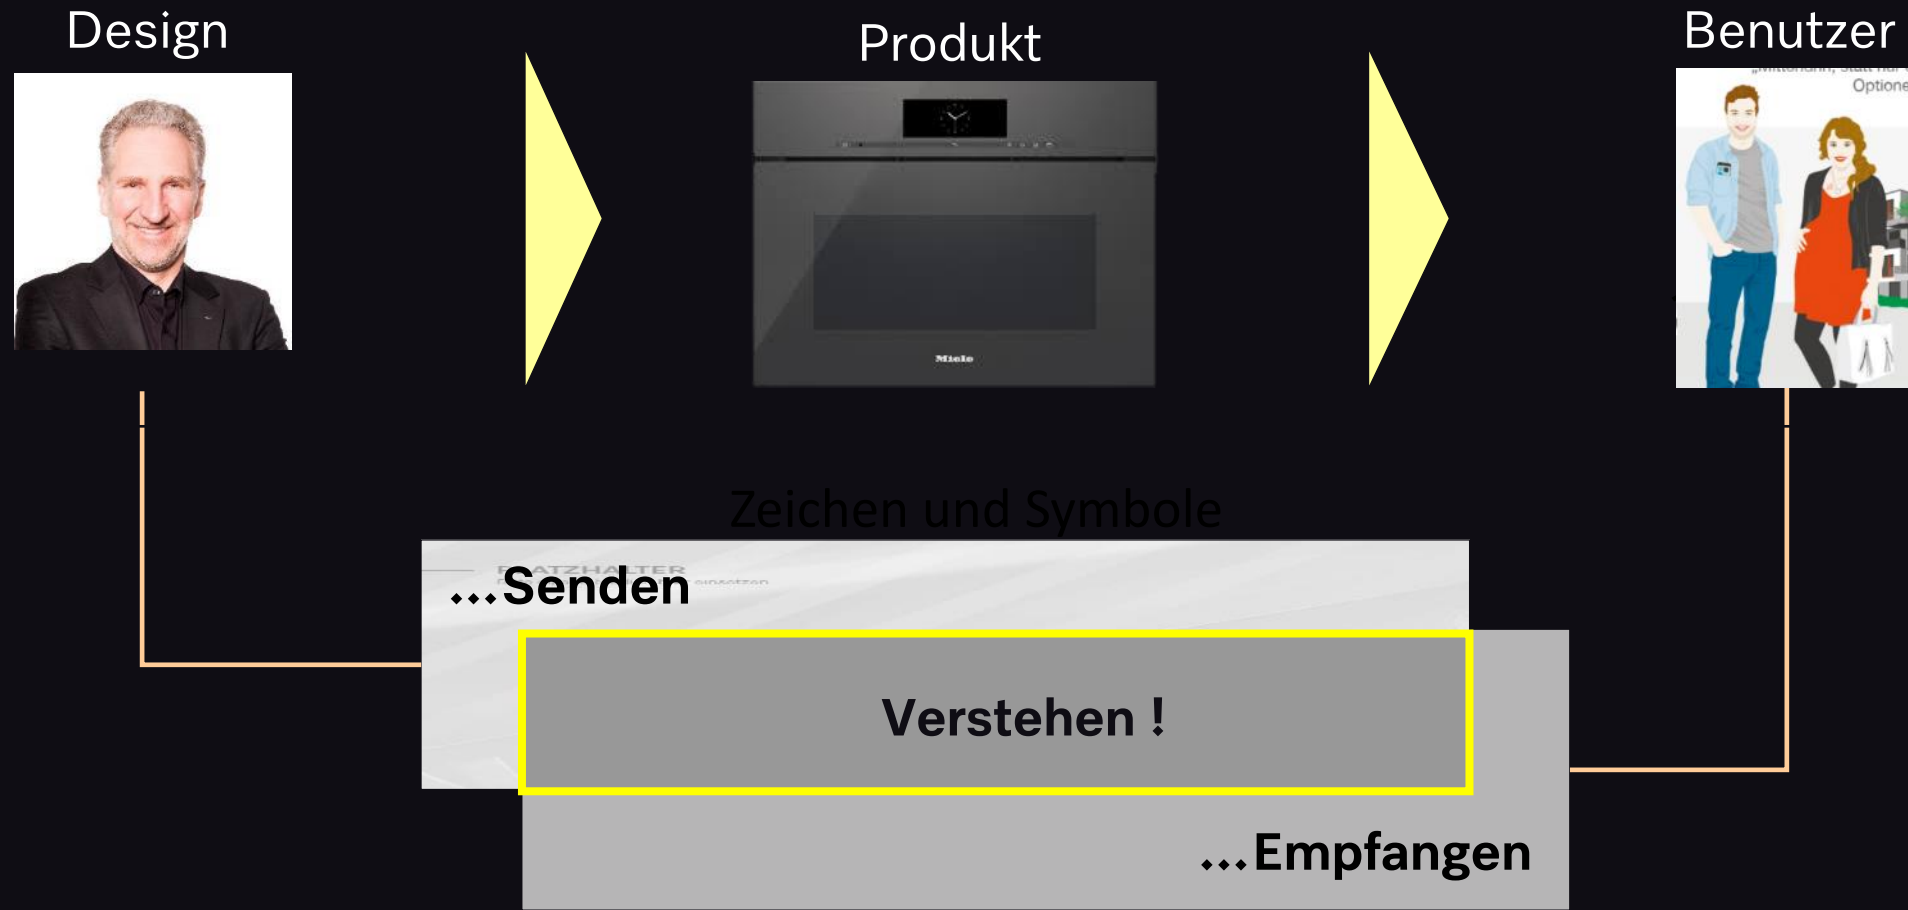 Design
Produkt
Benutzer
Optione
Miele
Zeichen und Symbole
...Senden
Verstehen !
...Empfangen